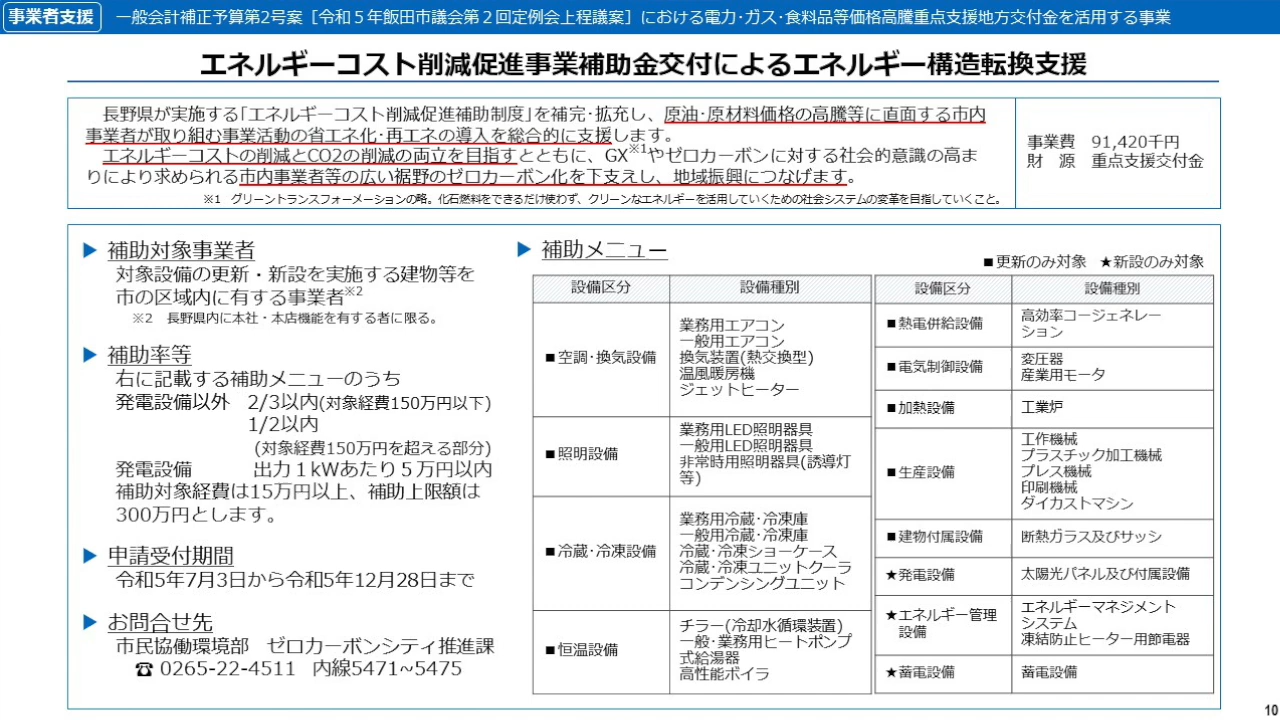 事業者支援
一般会計補正予算第2号案［令和５年飯田市議会第２回定例会上程議案］における電力･ガス･食料品等価格高騰重点支援地方交付金を活用する事業
エネルギーコスト削減促進事業補助金交付によるエネルギー構造転換支援
長野県が実施する｢エネルギーコスト削減促進補助制度｣を補完･拡充し、原油･原材料価格の高騰等に直面する市内
事業者が取り組む事業活動の省エネ化･再エネの導入を総合的に支援します。
エネルギーコストの削減とCO2の削減の両立を目指すとともに、GX※1やゼロカーボンに対する社会的意識の高ま
りにより求められる市内事業者等の広い裾野のゼロカーボン化を下支えし、地域振興につなげます。
※1　グリーントランスフォーメーションの略。化石燃料をできるだけ使わず、クリーンなエネルギーを活用していくための社会システムの変革を目指していくこと。
事業費　91,420千円
財　源　重点支援交付金
▶ 補助対象事業者
対象設備の更新・新設を実施する建物等を
市の区域内に有する事業者※2
※２　長野県内に本社・本店機能を有する者に限る。
▶ 補助率等
右に記載する補助メニューのうち
発電設備以外　2/3以内(対象経費150万円以下)
1/2以内
(対象経費150万円を超える部分)
発電設備　　出力１kWあたり５万円以内
補助対象経費は15万円以上、補助上限額は
300万円とします。
▶ 申請受付期間
令和5年7月3日から令和5年12月28日まで
▶ お問合せ先
市民協働環境部　ゼロカーボンシティ推進課
☎ 0265-22-4511　内線5471~5475
▶ 補助メニュー
■更新のみ対象　★新設のみ対象
設備区分　設備種別
■空調･換気設備
業務用エアコン
一般用エアコン
換気装置(熱交換型)
温風暖房機
ジェットヒーター
■照明設備
業務用LED照明器具
一般用LED照明器具
非常時用照明器具(誘導灯
等)
■冷蔵･冷凍設備
業務用冷蔵･冷凍庫
一般用冷蔵･冷凍庫
冷蔵･冷凍ショーケース
冷蔵･冷凍ユニットクーラ
コンデンシングユニット
■恒温設備
チラー(冷却水循環装置)
一般･業務用ヒートポンプ
式給湯器
高性能ボイラ
設備区分　設備種別
■熱電併給設備
高効率コージェネレー
ション
■電気制御設備
変圧器
産業用モータ
■加熱設備
工業炉
■生産設備
工作機械
プラスチック加工機械
プレス機械
印刷機械
ダイカストマシン
■建物付属設備
断熱ガラス及びサッシ
★発電設備
太陽光パネル及び付属設備
★エネルギー管理
設備
エネルギーマネジメント
システム
凍結防止ヒーター用節電器
★蓄電設備
蓄電設備
10